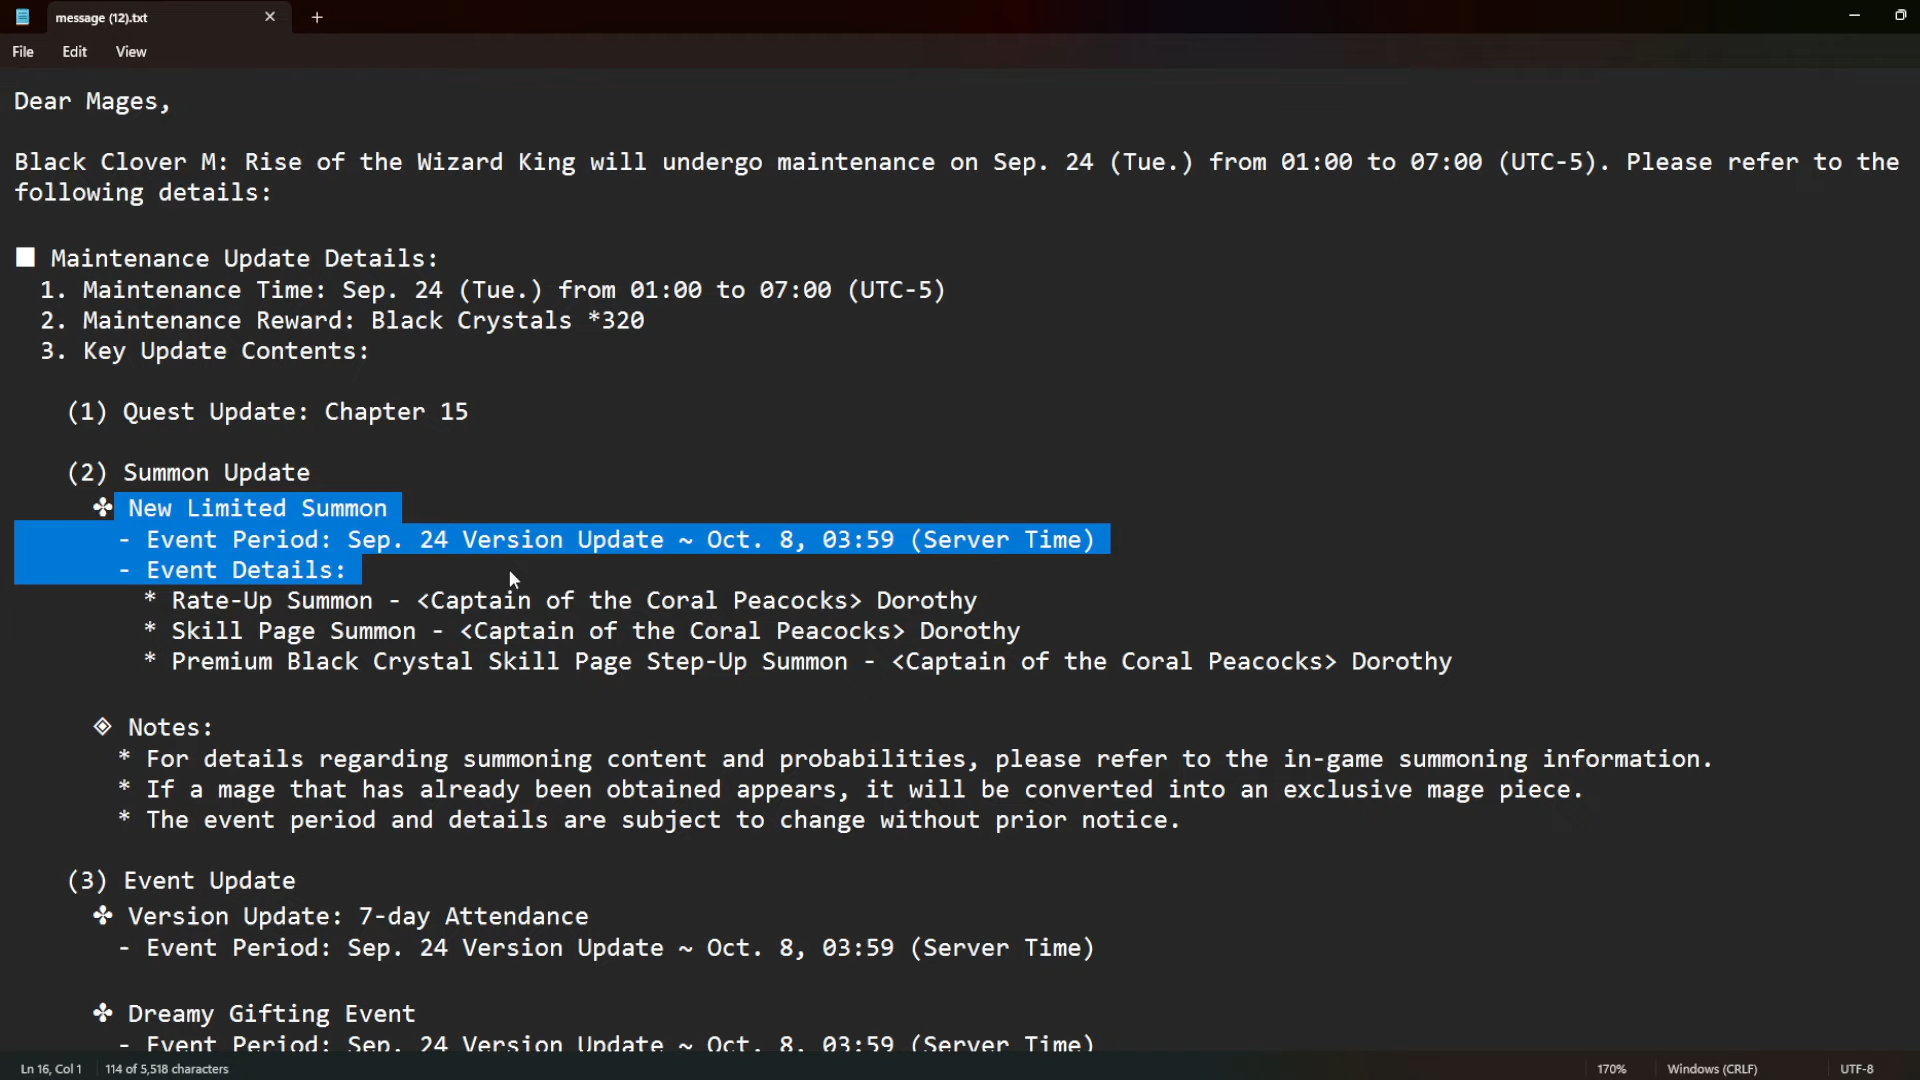 message (12).txt
File Edit View
Dear Mages,
Black Clover M: Rise of the Wizard King will undergo maintenance on Sep. 24 (Tue.) from 01:00 to 07:00 (UTC-5). Please refer to the
following details:
■ Maintenance Update Details:
1. Maintenance Time: Sep. 24 (Tue.) from 01:00 to 07:00 (UTC-5)
2. Maintenance Reward: Black Crystals *320
3. Key Update Contents:
(1) Quest Update: Chapter 15
(2) Summon Update
✤ New Limited Summon
- Event Period: Sep. 24 Version Update ~ Oct. 8, 03:59 (Server Time)
- Event Details:
* Rate-Up Summon - <Captain of the Coral Peacocks> Dorothy
* Skill Page Summon - <Captain of the Coral Peacocks> Dorothy
* Premium Black Crystal Skill Page Step-Up Summon - <Captain of the Coral Peacocks> Dorothy
◈ Notes:
* For details regarding summoning content and probabilities, please refer to the in-game summoning information.
* If a mage that has already been obtained appears, it will be converted into an exclusive mage piece.
* The event period and details are subject to change without prior notice.
(3) Event Update
✤ Version Update: 7-day Attendance
- Event Period: Sep. 24 Version Update ~ Oct. 8, 03:59 (Server Time)
✤ Dreamy Gifting Event
- Event Period: Sep. 24 Version Update ~ Oct. 8, 03:59 (Server Time)
Ln 16, Col 1 114 of 5,518 characters 170% Windows (CRLF) UTF-8